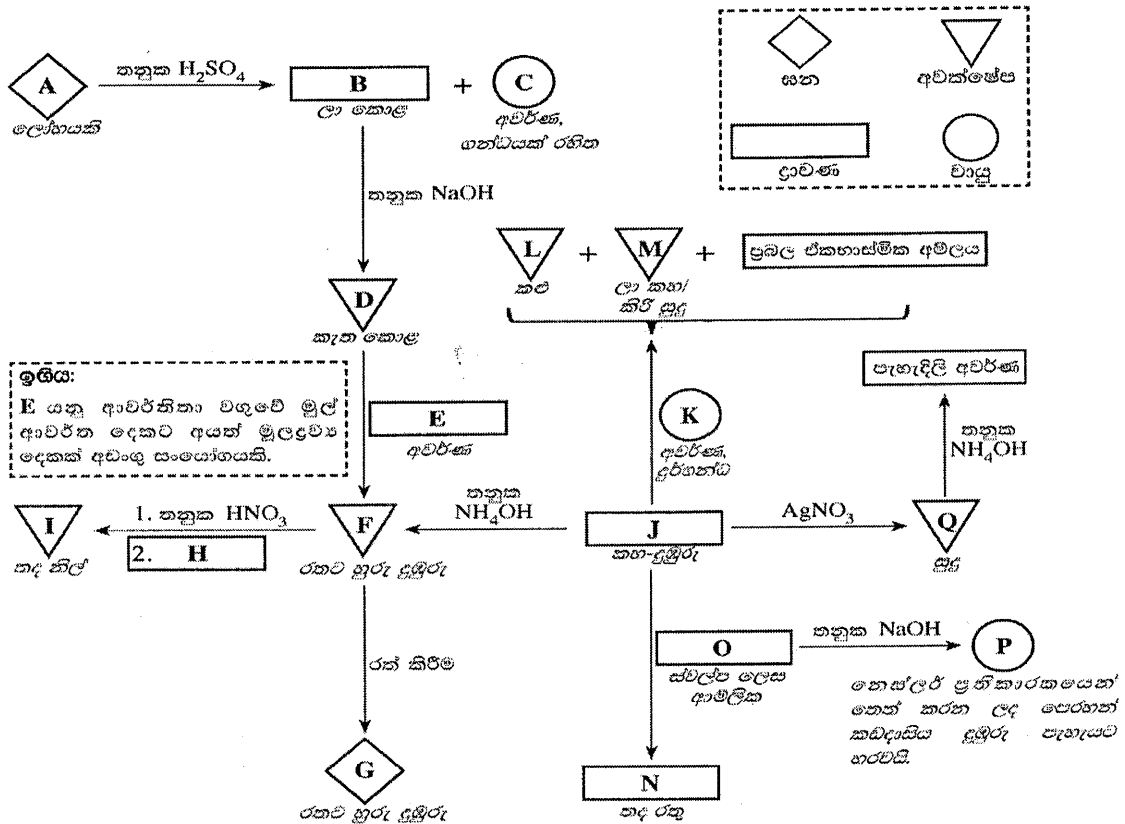 තනුක H₂SO₄
A
B
+
C
ලෝහයකි
ලා කොළ
අවර්ණ,
ගන්ධයක් රහිත
ඝන
අවක්ෂේප
ද්‍රාවණ
වායු
තනුක NaOH
L + M + ප්‍රබල ඒකභාස්මික අම්ලය
කළු
ලා කහ/
කිරි සුදු
D
කැත කොළ
ඉඟිය:
E යනු ආවර්තිතා වගුවේ මුල්
ආවර්ත දෙකට අයත් මූලද්‍රව්‍ය
දෙකක් අඩංගු සංයෝගයකි.
E
අවර්ණ
K
අවර්ණ,
දුර්ගන්ධ
පැහැදිලි අවර්ණ
තනුක
NH₄OH
I
තද නිල්
1. තනුක HNO₃
2. H
F
රතට හුරු දුඹුරු
තනුක
NH₄OH
J
කහ-දුඹුරු
AgNO₃
Q
සුදු
රත් කිරීම
O
ස්වල්ප ලෙස
ආම්ලික
තනුක NaOH
P
නෙස්ලර් ප්‍රතිකාරකයෙන්
තෙත් කරන ලද පෙරහන්
කඩදාසිය දුඹුරු පැහැයට
හරවයි.
G
රතට හුරු දුඹුරු
N
තද රතු